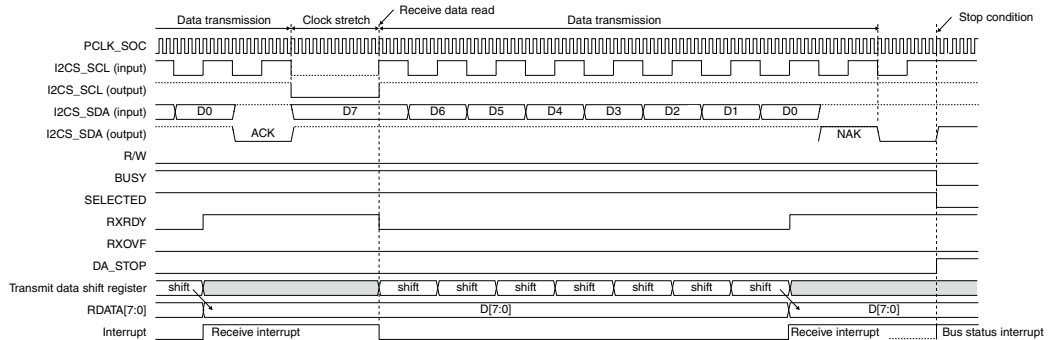 Receive data read
Data transmission
Clock stretch
Data transmission
Stop condition
PCLK_SOC
I2CS_SCL (input)
I2CS_SCL (output)
I2CS_SDA (input) D0 D7 D6 D5 D4 D3 D2 D1 D0
I2CS_SDA (output) ACK NAK
R/W
BUSY
SELECTED
RXRDY
RXOVF
DA_STOP
Transmit data shift register shift shift shift shift shift shift shift shift
RDATA[7:0] D[7:0] D[7:0]
Interrupt Receive interrupt Receive interrupt Bus status interrupt